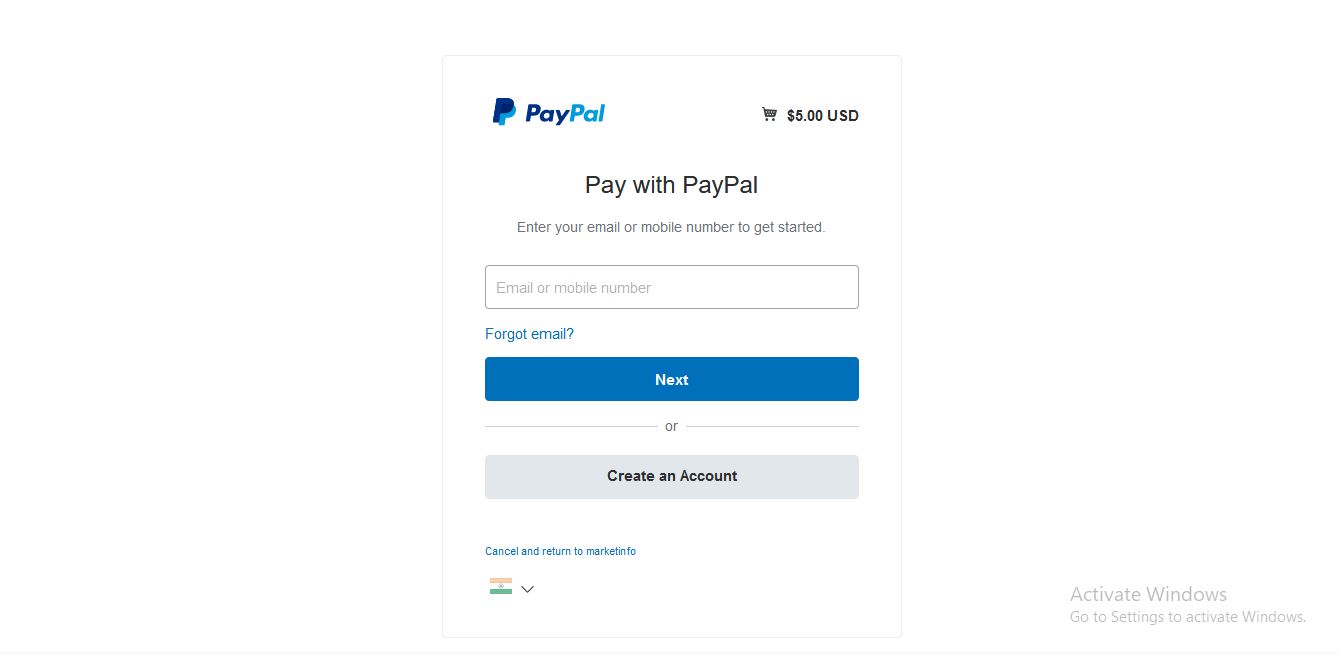 PayPal
$5.00 USD
Pay with PayPal
Enter your email or mobile number to get started.
Email or mobile number
Forgot email?
Next
or
Create an Account
Cancel and return to marketinfo
Activate Windows
Go to Settings to activate Windows.